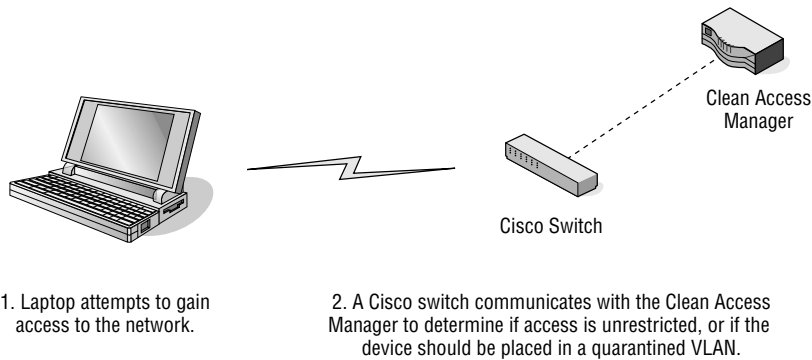 Clean Access
Manager
Cisco Switch
1. Laptop attempts to gain
access to the network.
2. A Cisco switch communicates with the Clean Access
Manager to determine if access is unrestricted, or if the
device should be placed in a quarantined VLAN.